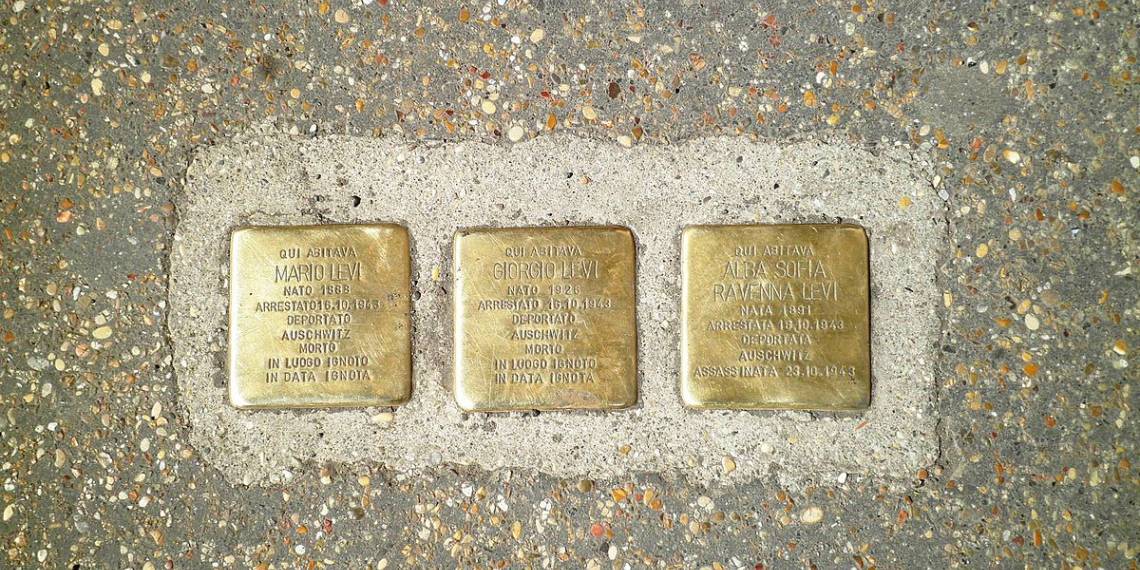 QUI ABITAVA
MARIO LEVI
NATO 1888
ARRESTATO 16.10.1943
DEPORTATO
AUSCHWITZ
MORTO
IN LUOGO IGNOTO
IN DATA IGNOTA
QUI ABITAVA
GIORGIO LEVI
NATO 1926
ARRESTATO 16.10.1943
DEPORTATO
AUSCHWITZ
MORTO
IN LUOGO IGNOTO
IN DATA IGNOTA
QUI ABITAVA
ALBA SOFIA
RAVENNA LEVI
NATA 1891
ARRESTATA 16.10.1943
DEPORTATA
AUSCHWITZ
ASSASSINATA 23.10.1943